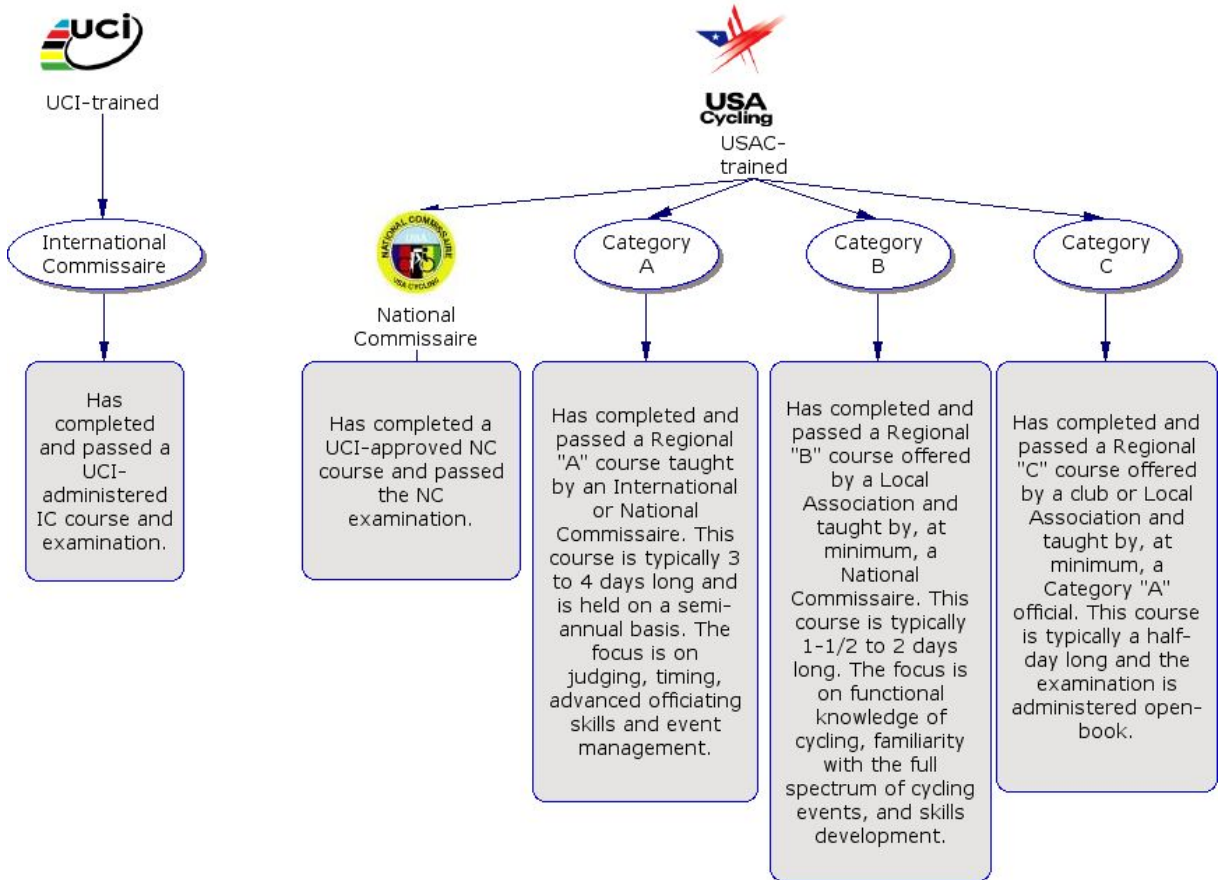 uci
UCI-trained
International
Commissaire
Has
completed
and passed a
UCI-
administered
IC course and
examination.
USA
Cycling
USAC-
trained
NATIONAL COMMISSAIRE
USA
USA CYCLING
National
Commissaire
Has completed a
UCI-approved NC
course and passed
the NC
examination.
Category
A
Has completed and
passed a Regional
"A" course taught
by an International
or National
Commissaire. This
course is typically 3
to 4 days long and
is held on a semi-
annual basis. The
focus is on
judging, timing,
advanced officiating
skills and event
management.
Category
B
Has completed and
passed a Regional
"B" course offered
by a Local
Association and
taught by, at
minimum, a
National
Commissaire. This
course is typically
1-1/2 to 2 days
long. The focus is
on functional
knowledge of
cycling, familiarity
with the full
spectrum of cycling
events, and skills
development.
Category
C
Has completed and
passed a Regional
"C" course offered
by a club or Local
Association and
taught by, at
minimum, a
Category "A"
official. This course
is typically a half-
day long and the
examination is
administered open-
book.